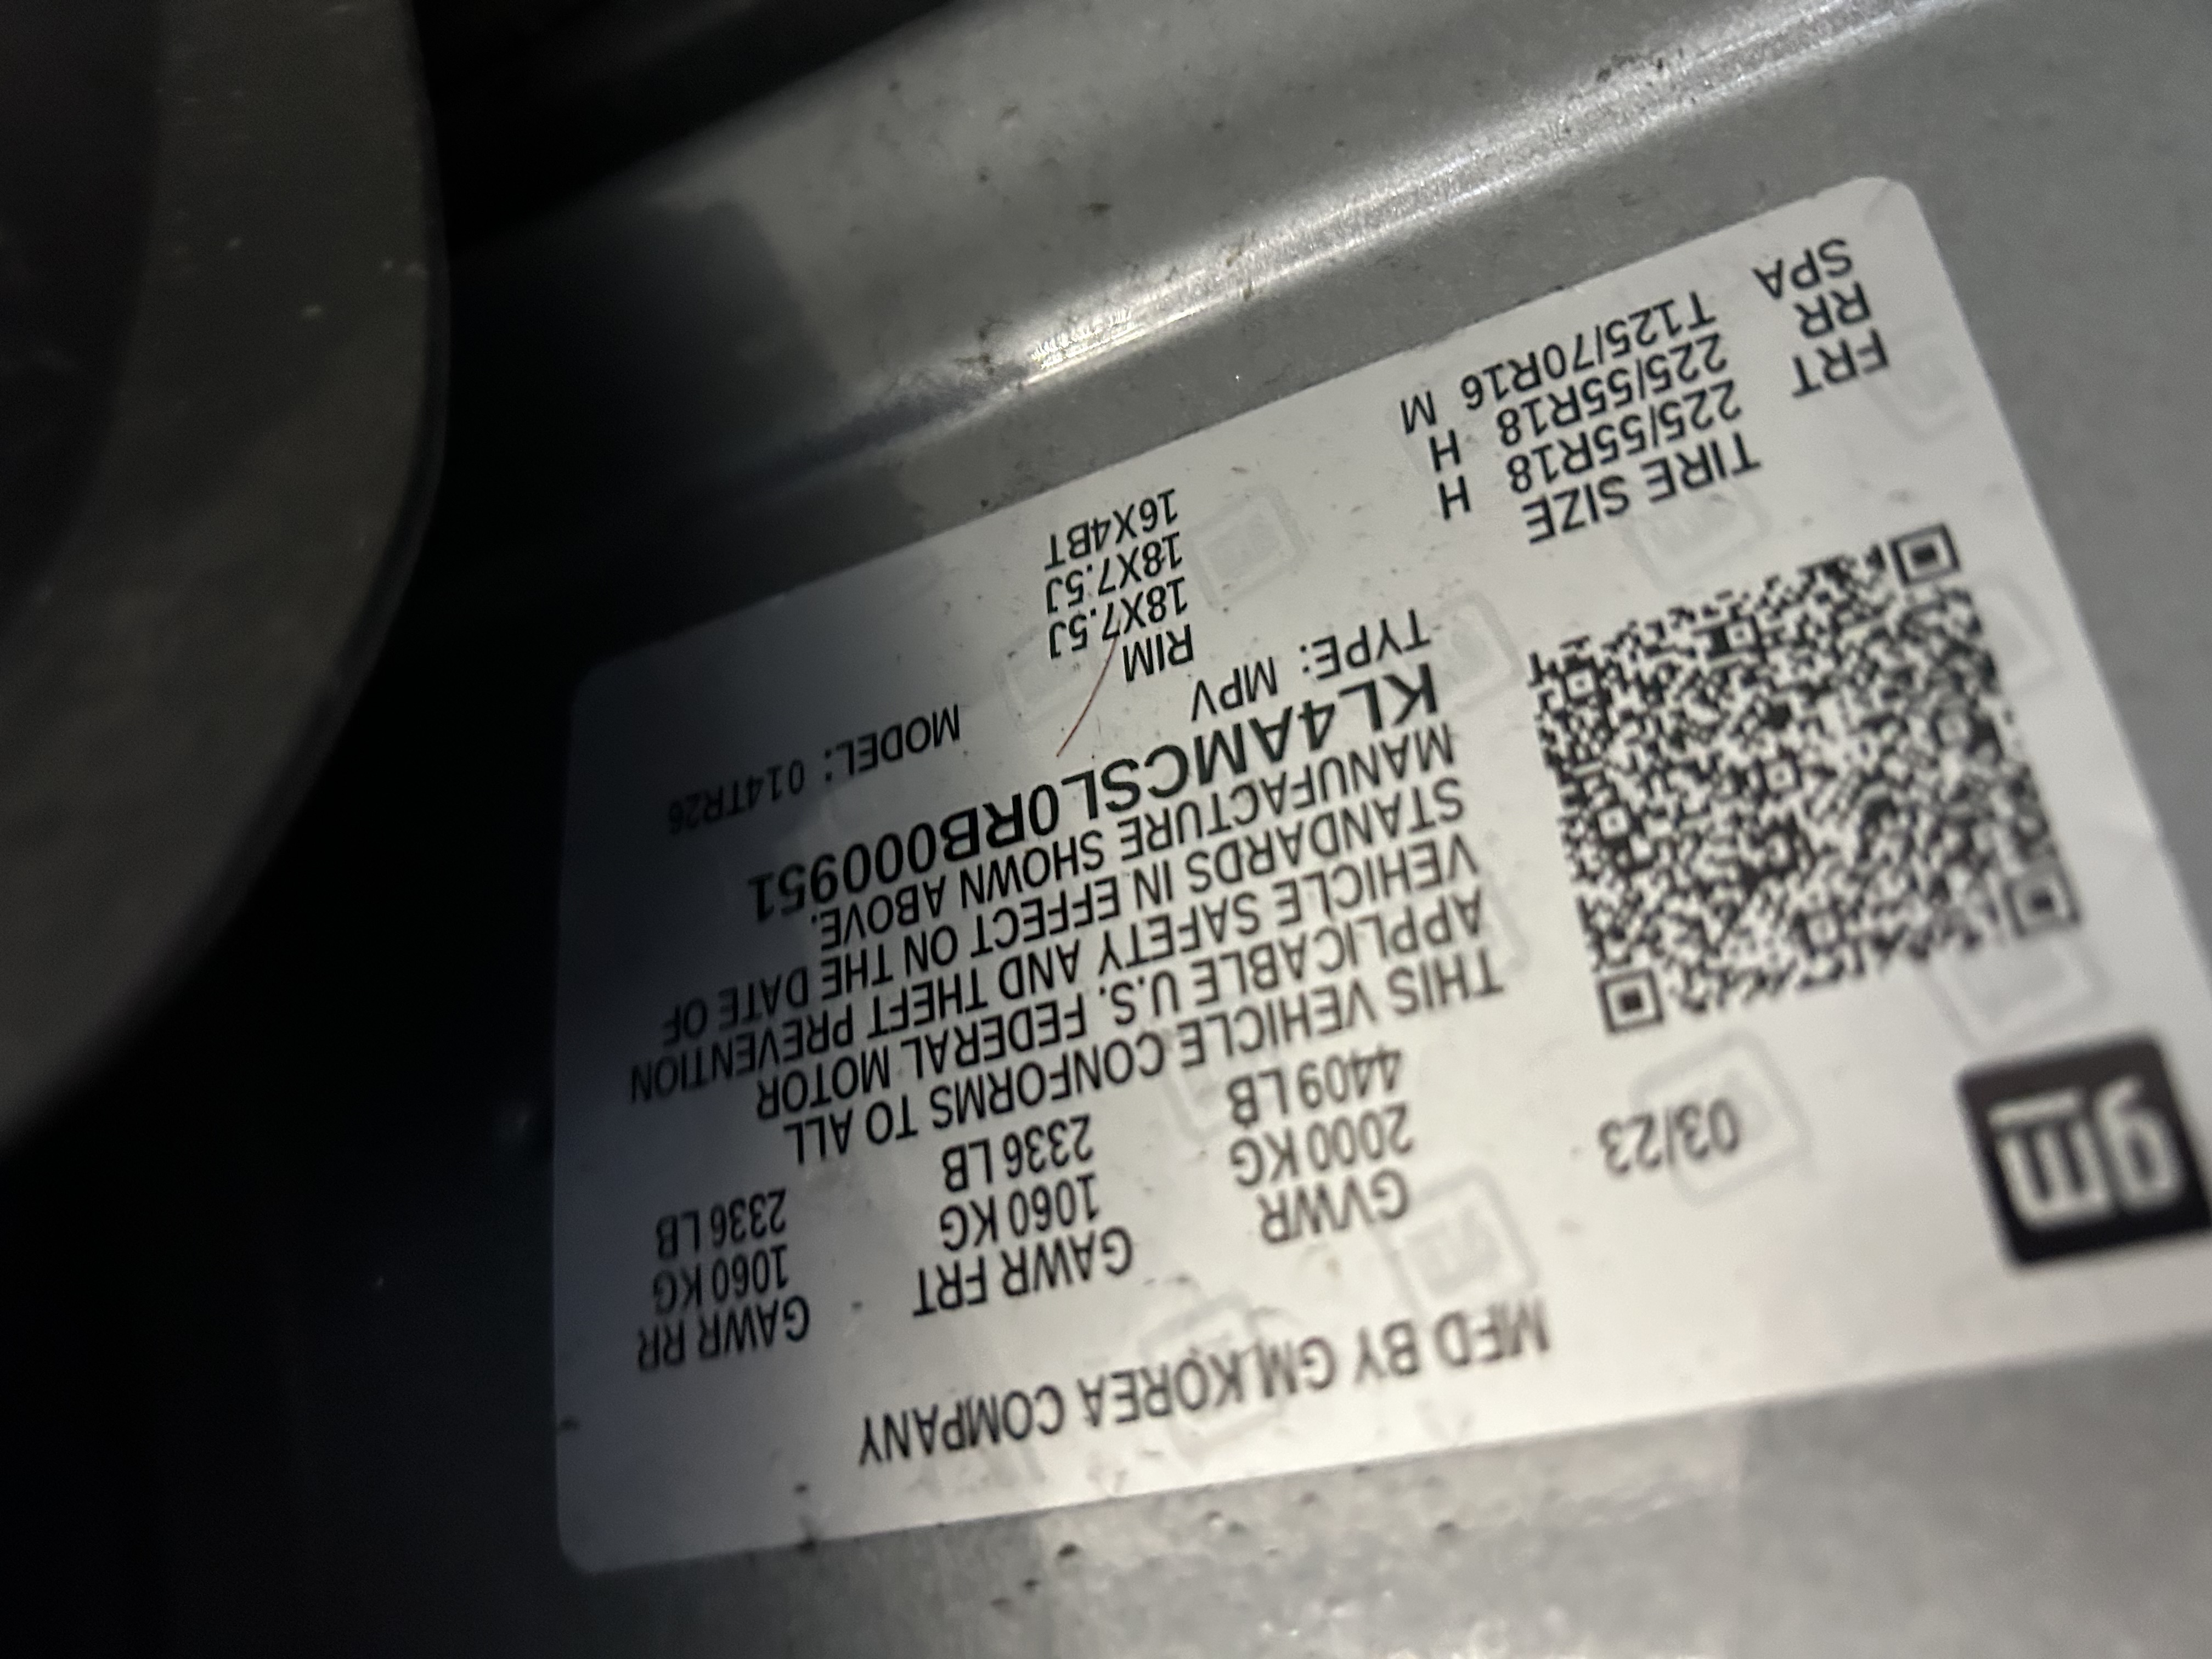 MFD BY GM KOREA COMPANY
gm
03/23
GVWR
2000 KG
4409 LB
GAWR FRT
1060 KG
2336 LB
GAWR RR
1060 KG
2336 LB
THIS VEHICLE CONFORMS TO ALL
APPLICABLE U.S. FEDERAL MOTOR
VEHICLE SAFETY AND THEFT PREVENTION
STANDARDS IN EFFECT ON THE DATE OF
MANUFACTURE SHOWN ABOVE.
KL4AMCSL0RB000951
TYPE: MPV MODEL: 014TR26
TIRE SIZE RIM
FRT 225/55R18 H 18X7.5J
RR 225/55R18 H 18X7.5J
SPA T125/70R16 M 16X4BT